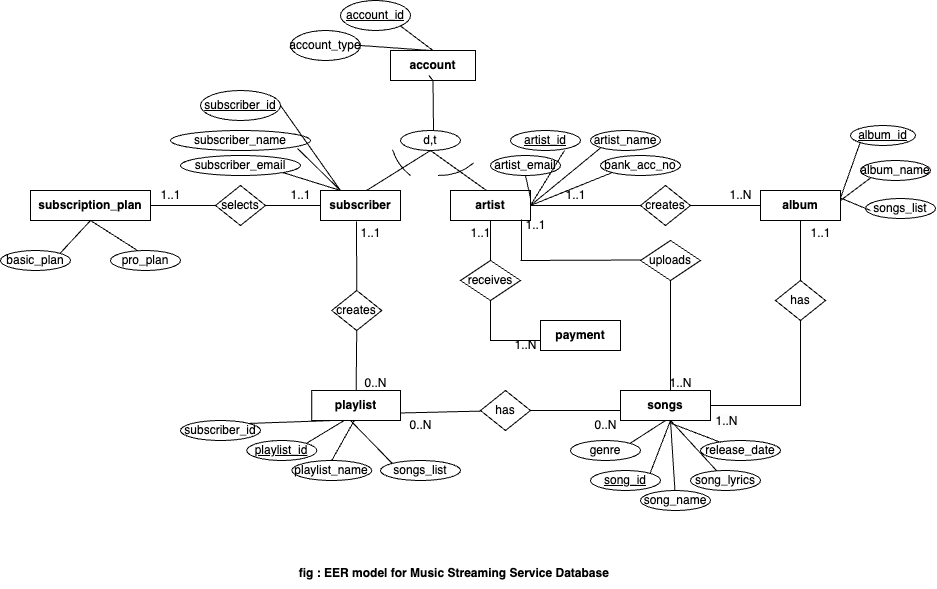 account_id
account_type
account
subscriber_id
subscriber_name
subscriber_email
d,t
artist_id
artist_name
artist_email
bank_acc_no
album_id
album_name
songs_list
subscription_plan
1..1
selects
1..1
subscriber
artist
1..1
creates
1..N
album
basic_plan
pro_plan
1..1
1..1
1..1
1..1
uploads
receives
creates
has
payment
1..N
0..N
1..N
playlist
0..N
has
0..N
songs
1..N
subscriber_id
playlist_id
playlist_name
songs_list
genre
release_date
song_id
song_lyrics
song_name
fig : EER model for Music Streaming Service Database